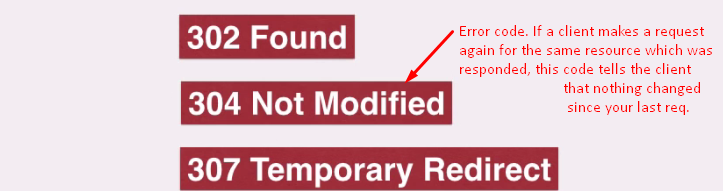 302 Found
Error code. If a client makes a request
again for the same resource which was
responded, this code tells the client
that nothing changed
since your last req.
304 Not Modified
307 Temporary Redirect